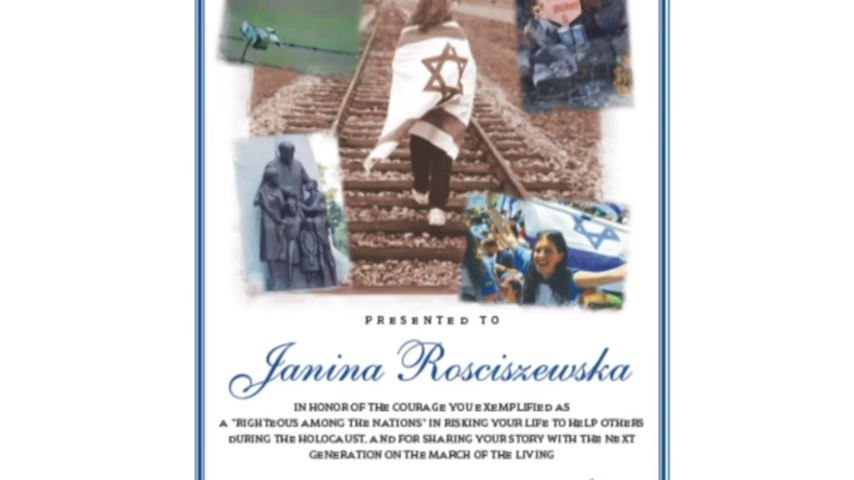 PRESENTED TO
Janina Rosciszewska
IN HONOR OF THE COURAGE YOU EXEMPLIFIED AS
A "RIGHTEOUS AMONG THE NATIONS" IN RISKING YOUR LIFE TO HELP OTHERS
DURING THE HOLOCAUST, AND FOR SHARING YOUR STORY WITH THE NEXT
GENERATION ON THE MARCH OF THE LIVING